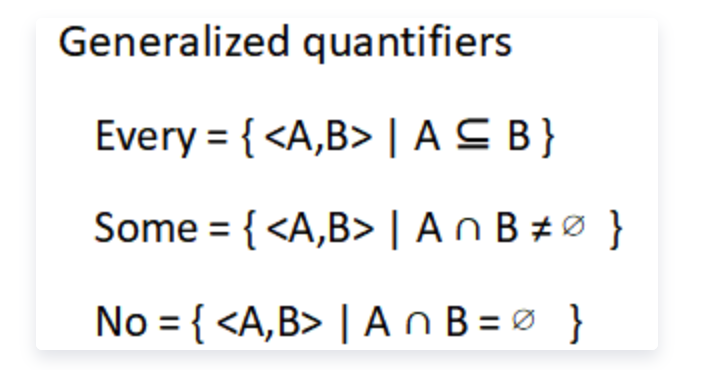 Generalized quantifiers
Every = { <A,B> | A ⊆ B }
Some = { <A,B> | A ∩ B ≠ ∅ }
No = { <A,B> | A ∩ B = ∅ }